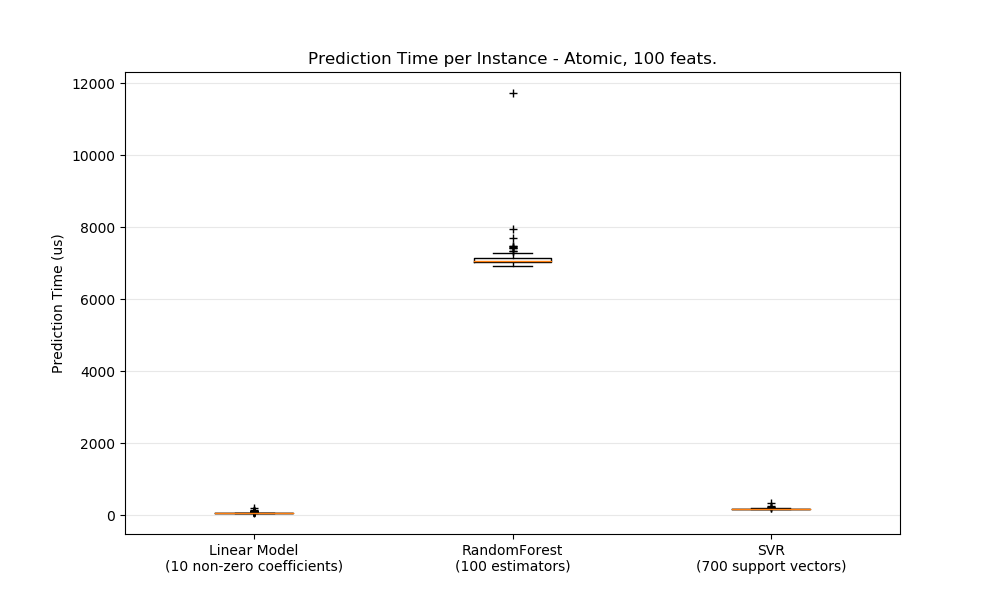 Prediction Time per Instance - Atomic, 100 feats.
Prediction Time (us)
12000
10000
8000
6000
4000
2000
0
Linear Model
(10 non-zero coefficients)
RandomForest
(100 estimators)
SVR
(700 support vectors)